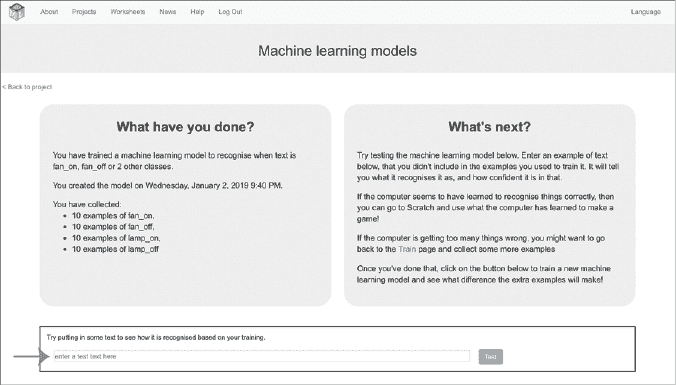 About Projects Worksheets News Help Log Out Language
Machine learning models
< Back to project
What have you done?
You have trained a machine learning model to recognise when text is
fan_on, fan_off or 2 other classes.
You created the model on Wednesday, January 2, 2019 9:40 PM.
You have collected:
• 10 examples of fan_on,
• 10 examples of fan_off,
• 10 examples of lamp_on,
• 10 examples of lamp_off
What's next?
Try testing the machine learning model below. Enter an example of text
below, that you didn't include in the examples you used to train it. It will tell
you what it recognises it as, and how confident it is in that.
If the computer seems to have learned to recognise things correctly, then
you can go to Scratch and use what the computer has learned to make a
game!
If the computer is getting too many things wrong, you might want to go
back to the Train page and collect some more examples
Once you've done that, click on the button below to train a new machine
learning model and see what difference the extra examples will make!
Try putting in some text to see how it is recognised based on your training.
enter a test text here Test